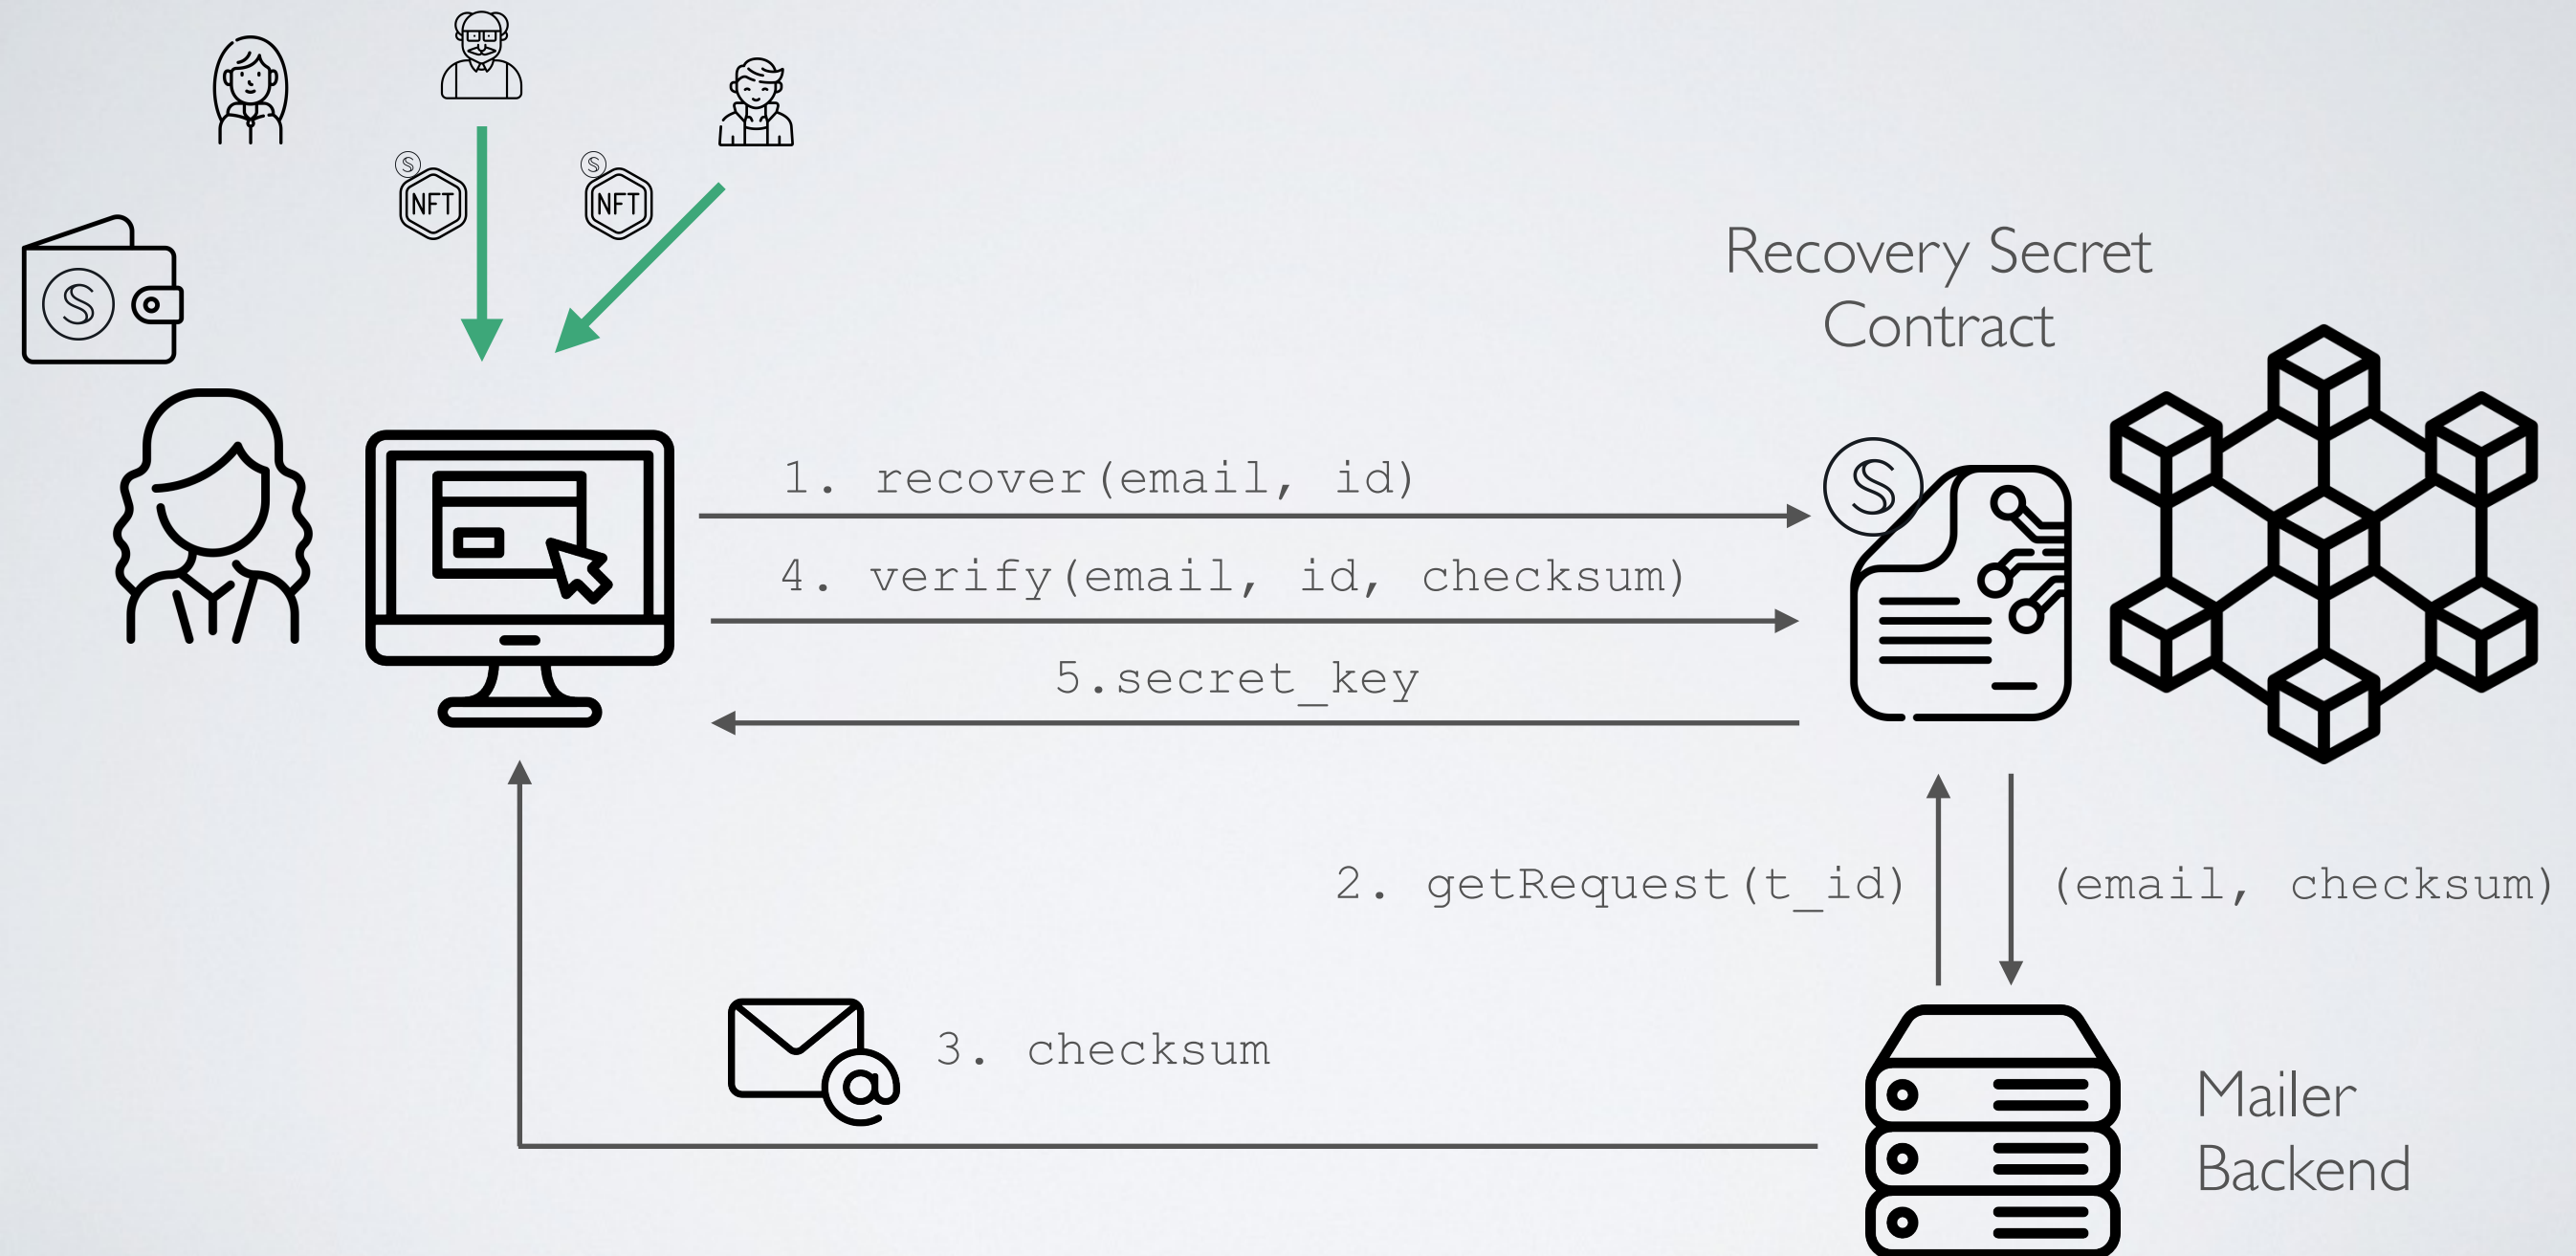 NFT
NFT
Recovery Secret
Contract
1. recover(email, id)
4. verify(email, id, checksum)
5.secret_key
2. getRequest(t_id)
(email, checksum)
3. checksum
Mailer
Backend